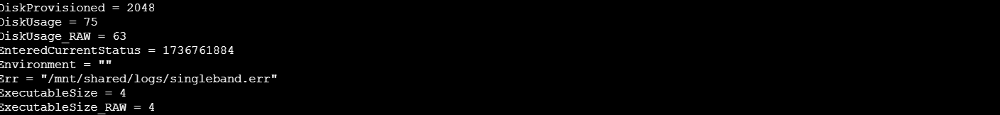 DiskProvisioned = 2048
DiskUsage = 75
DiskUsage_RAW = 63
EnteredCurrentStatus = 1736761884
Environment = ""
Err = "/mnt/shared/logs/singleband.err"
ExecutableSize = 4
ExecutableSize_RAW = 4